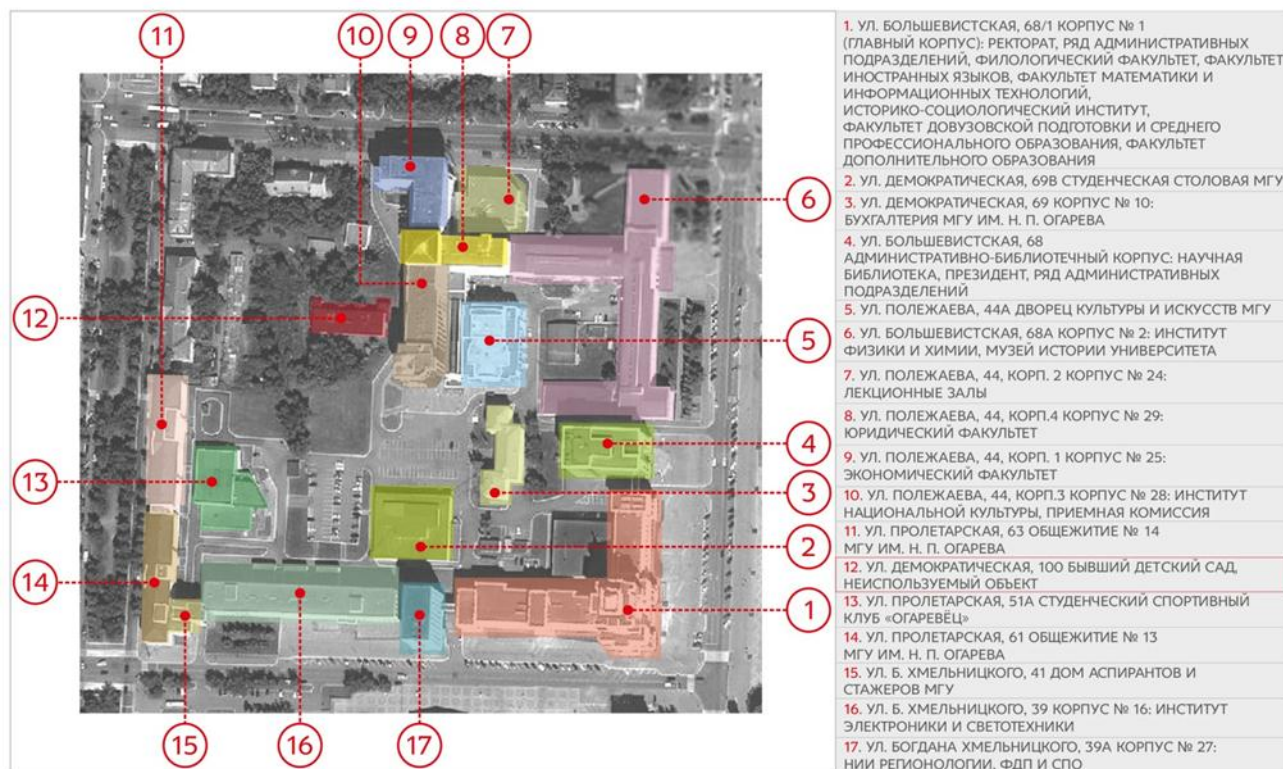 11
10
9
8
7
6
12
5
11
13
4
3
14
2
1
15
16
17
1. УЛ. БОЛЬШЕВИСТСКАЯ, 68/1 КОРПУС № 1
(ГЛАВНЫЙ КОРПУС): РЕКТОРАТ, РЯД АДМИНИСТРАТИВНЫХ
ПОДРАЗДЕЛЕНИЙ, ФИЛОЛОГИЧЕСКИЙ ФАКУЛЬТЕТ, ФАКУЛЬТЕТ
ИНОСТРАННЫХ ЯЗЫКОВ, ФАКУЛЬТЕТ МАТЕМАТИКИ И
ИНФОРМАЦИОННЫХ ТЕХНОЛОГИЙ,
ИСТОРИКО-СОЦИОЛОГИЧЕСКИЙ ИНСТИТУТ,
ФАКУЛЬТЕТ ДОВУЗОВСКОЙ ПОДГОТОВКИ И СРЕДНЕГО
ПРОФЕССИОНАЛЬНОГО ОБРАЗОВАНИЯ, ФАКУЛЬТЕТ
ДОПОЛНИТЕЛЬНОГО ОБРАЗОВАНИЯ
2. УЛ. ДЕМОКРАТИЧЕСКАЯ, 69В СТУДЕНЧЕСКАЯ СТОЛОВАЯ МГУ
3. УЛ. ДЕМОКРАТИЧЕСКАЯ, 69 КОРПУС № 10:
БУХГАЛТЕРИЯ МГУ ИМ. Н. П. ОГАРЕВА
4. УЛ. БОЛЬШЕВИСТСКАЯ, 68
АДМИНИСТРАТИВНО-БИБЛИОТЕЧНЫЙ КОРПУС: НАУЧНАЯ
БИБЛИОТЕКА, ПРЕЗИДЕНТ, РЯД АДМИНИСТРАТИВНЫХ
ПОДРАЗДЕЛЕНИЙ
5. УЛ. ПОЛЕЖАЕВА, 44А ДВОРЕЦ КУЛЬТУРЫ И ИСКУССТВ МГУ
6. УЛ. БОЛЬШЕВИСТСКАЯ, 68А КОРПУС № 2: ИНСТИТУТ
ФИЗИКИ И ХИМИИ, МУЗЕЙ ИСТОРИИ УНИВЕРСИТЕТА
7. УЛ. ПОЛЕЖАЕВА, 44, КОРП. 2 КОРПУС № 24:
ЛЕКЦИОННЫЕ ЗАЛЫ
8. УЛ. ПОЛЕЖАЕВА, 44, КОРП.4 КОРПУС № 29:
ЮРИДИЧЕСКИЙ ФАКУЛЬТЕТ
9. УЛ. ПОЛЕЖАЕВА, 44, КОРП. 1 КОРПУС № 25:
ЭКОНОМИЧЕСКИЙ ФАКУЛЬТЕТ
10. УЛ. ПОЛЕЖАЕВА, 44, КОРП.3 КОРПУС № 28: ИНСТИТУТ
НАЦИОНАЛЬНОЙ КУЛЬТУРЫ, ПРИЕМНАЯ КОМИССИЯ
11. УЛ. ПРОЛЕТАРСКАЯ, 63 ОБЩЕЖИТИЕ № 14
МГУ ИМ. Н. П. ОГАРЕВА
12. УЛ. ДЕМОКРАТИЧЕСКАЯ, 100 БЫВШИЙ ДЕТСКИЙ САД,
НЕИСПОЛЬЗУЕМЫЙ ОБЪЕКТ
13. УЛ. ПРОЛЕТАРСКАЯ, 51А СТУДЕНЧЕСКИЙ СПОРТИВНЫЙ
КЛУБ «ОГАРЕВЁЦ»
14. УЛ. ПРОЛЕТАРСКАЯ, 61 ОБЩЕЖИТИЕ № 13
МГУ ИМ. Н. П. ОГАРЕВА
15. УЛ. Б. ХМЕЛЬНИЦКОГО, 41 ДОМ АСПИРАНТОВ И
СТАЖЕРОВ МГУ
16. УЛ. Б. ХМЕЛЬНИЦКОГО, 39 КОРПУС № 16: ИНСТИТУТ
ЭЛЕКТРОНИКИ И СВЕТОТЕХНИКИ
17. УЛ. БОГДАНА ХМЕЛЬНИЦКОГО, 39А КОРПУС № 27:
НИИ РЕГИОНОЛОГИИ, ФДП И СПО